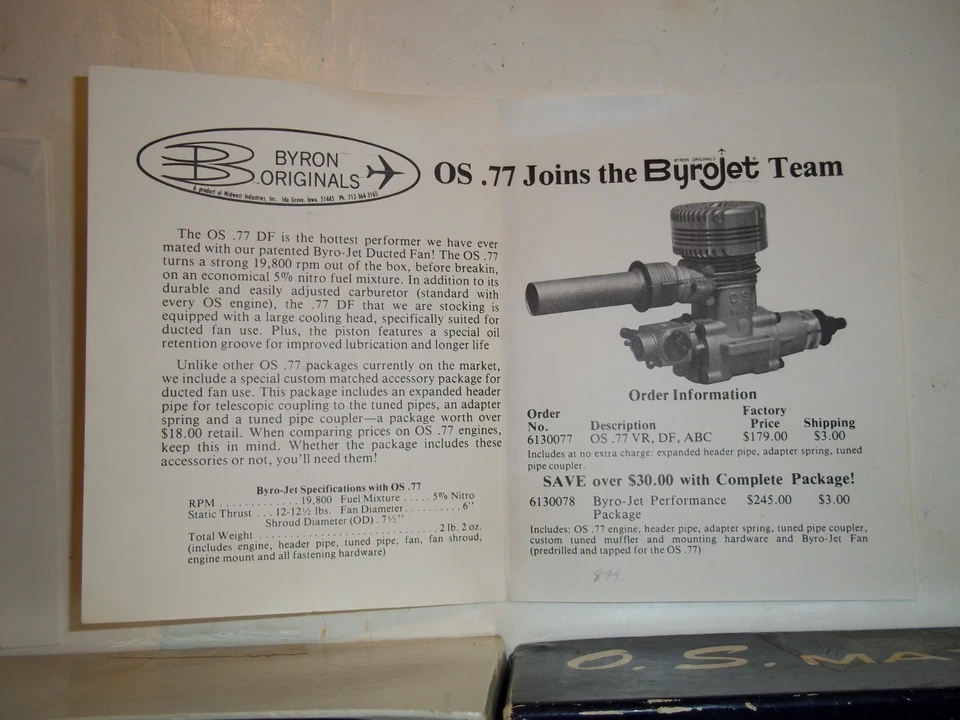 BYRON
ORIGINALS
A product of Midwest Industries, Inc. Ida Grove, Iowa 51445 Ph. 712-364-3165
OS .77 Joins the BYRON ORIGINALS ByroJet Team
The OS .77 DF is the hottest performer we have ever
mated with our patented Byro-Jet Ducted Fan! The OS .77
turns a strong 19,800 rpm out of the box, before breakin,
on an economical 5% nitro fuel mixture. In addition to its
durable and easily adjusted carburetor (standard with
every OS engine), the .77 DF that we are stocking is
equipped with a large cooling head, specifically suited for
ducted fan use. Plus, the piston features a special oil
retention groove for improved lubrication and longer life
Unlike other OS .77 packages currently on the market,
we include a special custom matched accessory package for
ducted fan use. This package includes an expanded header
pipe for telescopic coupling to the tuned pipes, an adapter
spring and a tuned pipe coupler—a package worth over
$18.00 retail. When comparing prices on OS .77 engines,
keep this in mind. Whether the package includes these
accessories or not, you'll need them!
Byro-Jet Specifications with OS .77
RPM . . . . . . . . . . . . 19,800 Fuel Mixture . . . . . 5% Nitro
Static Thrust . . . 12-12½ lbs. Fan Diameter . . . . . . . . . . 6"
Shroud Diameter (OD) . 7½"
Total Weight . . . . . . . . . . . . . . . . . . . . . . . . . . 2 lb. 2 oz.
(includes engine, header pipe, tuned pipe, fan, fan shroud,
engine mount and all fastening hardware)
OS
Order Information
Order No. Description Factory Price Shipping
6130077 OS .77 VR, DF, ABC $179.00 $3.00
Includes at no extra charge: expanded header pipe, adapter spring, tuned
pipe coupler.
SAVE over $30.00 with Complete Package!
6130078 Byro-Jet Performance $245.00 $3.00
Package
Includes: OS .77 engine, header pipe, adapter spring, tuned pipe coupler,
custom tuned muffler and mounting hardware and Byro-Jet Fan
(predrilled and tapped for the OS .77)
O. S. MA